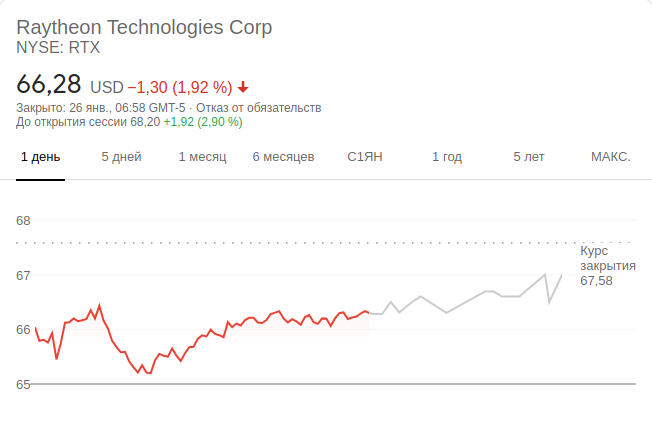 Raytheon Technologies Corp
NYSE: RTX
66,28 USD −1,30 (1,92 %)
Закрыто: 26 янв., 06:58 GMT-5 · Отказ от обязательств
До открытия сессии 68,20 +1,92 (2,90 %)
1 день 5 дней 1 месяц 6 месяцев С1ЯН 1 год 5 лет МАКС.
68
Курс
закрытия
67,58
67
66
65